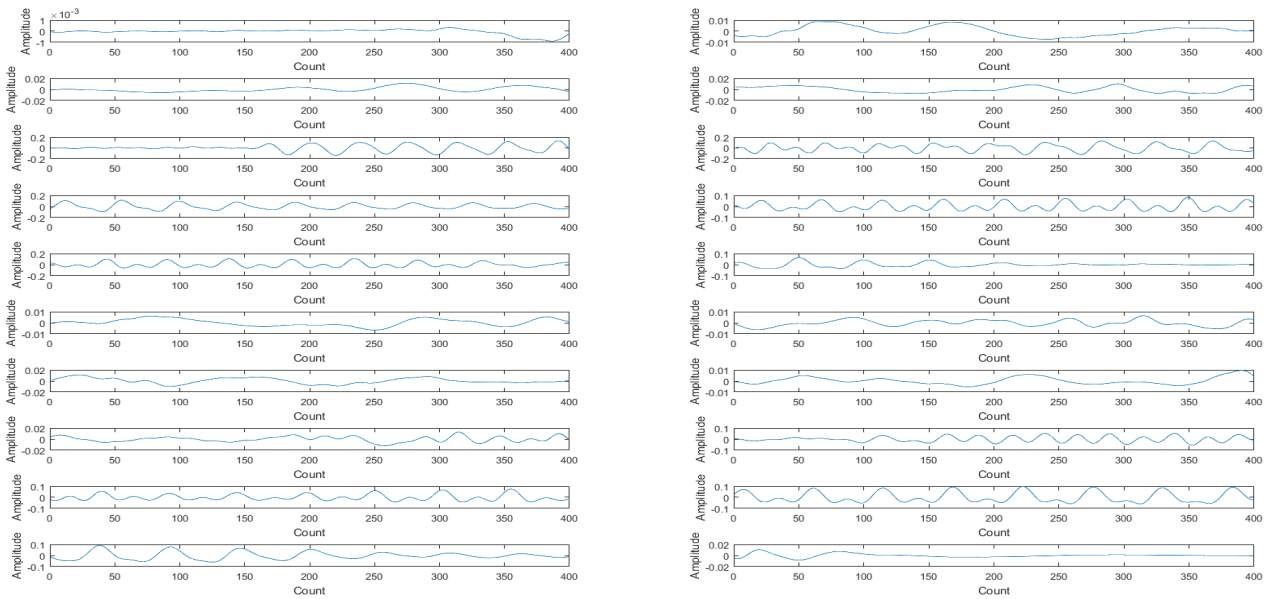 ×10⁻³
Amplitude 1 0 -1
0 50 100 150 200 250 300 350 400
Count
Amplitude 0.01 0 -0.01
0 50 100 150 200 250 300 350 400
Count
Amplitude 0.02 0 -0.02
0 50 100 150 200 250 300 350 400
Count
Amplitude 0.02 0 -0.02
0 50 100 150 200 250 300 350 400
Count
Amplitude 0.2 0 -0.2
0 50 100 150 200 250 300 350 400
Count
Amplitude 0.2 0 -0.2
0 50 100 150 200 250 300 350 400
Count
Amplitude 0.2 0 -0.2
0 50 100 150 200 250 300 350 400
Count
Amplitude 0.1 0 -0.1
0 50 100 150 200 250 300 350 400
Count
Amplitude 0.2 0 -0.2
0 50 100 150 200 250 300 350 400
Count
Amplitude 0.1 0 -0.1
0 50 100 150 200 250 300 350 400
Count
Amplitude 0.01 0 -0.01
0 50 100 150 200 250 300 350 400
Count
Amplitude 0.01 0 -0.01
0 50 100 150 200 250 300 350 400
Count
Amplitude 0.02 0 -0.02
0 50 100 150 200 250 300 350 400
Count
Amplitude 0.01 0 -0.01
0 50 100 150 200 250 300 350 400
Count
Amplitude 0.02 0 -0.02
0 50 100 150 200 250 300 350 400
Count
Amplitude 0.1 0 -0.1
0 50 100 150 200 250 300 350 400
Count
Amplitude 0.1 0 -0.1
0 50 100 150 200 250 300 350 400
Count
Amplitude 0.1 0 -0.1
0 50 100 150 200 250 300 350 400
Count
Amplitude 0.1 0 -0.1
0 50 100 150 200 250 300 350 400
Count
Amplitude 0.02 0 -0.02
0 50 100 150 200 250 300 350 400
Count